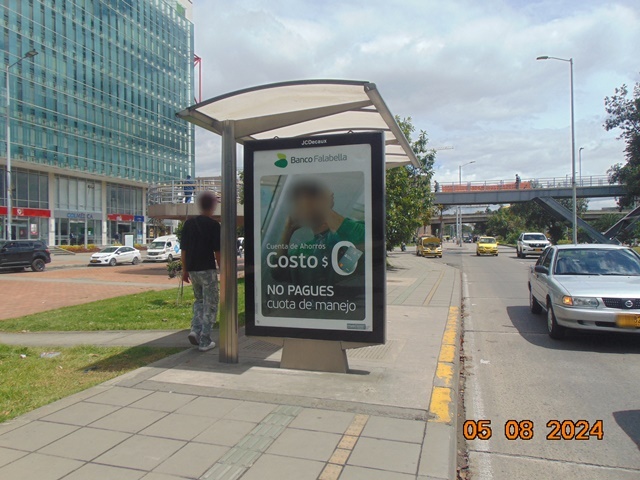 JCDecaux
Banco Falabella
Cuenta de Ahorros
Costo $ 0
NO PAGUES
cuota de manejo
05 08 2024